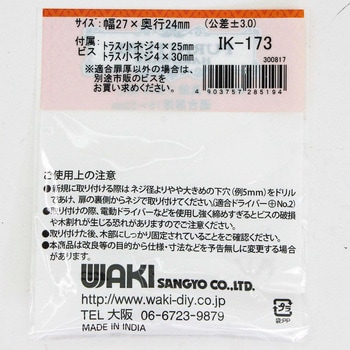 サイズ:幅27×奥行24mm (公差±3.0)
付属ビス トラス小ネジ4×25mm
トラス小ネジ4×30mm
IK-173
※適合扉厚以外の場合は、
別途市販のビスを
お買い求めください。
300817
4 903757 285194
ご使用上の注意
●新規に取り付ける際はネジ径よりやや大きめの下穴(例5mm)をドリル
であけ、扉の裏側からネジで取り付けてください。(適合ドライバー⊕No.2)
●取り付けの際、電動ドライバーなどを使用し強く締めすぎるとビスの破損
や木割れが生じる恐れがありますのでご注意ください。
●取り付け後、木部にしっかり固定されていることをご確認ください。
●本商品は改良等の目的から仕様・寸法などを予告無しに変更する場合
があります。
WAKI SANGYO CO.,LTD.
http://www.waki-diy.co.jp
TEL 大阪 06-6723-9879
MADE IN INDIA
プラ
袋:PP